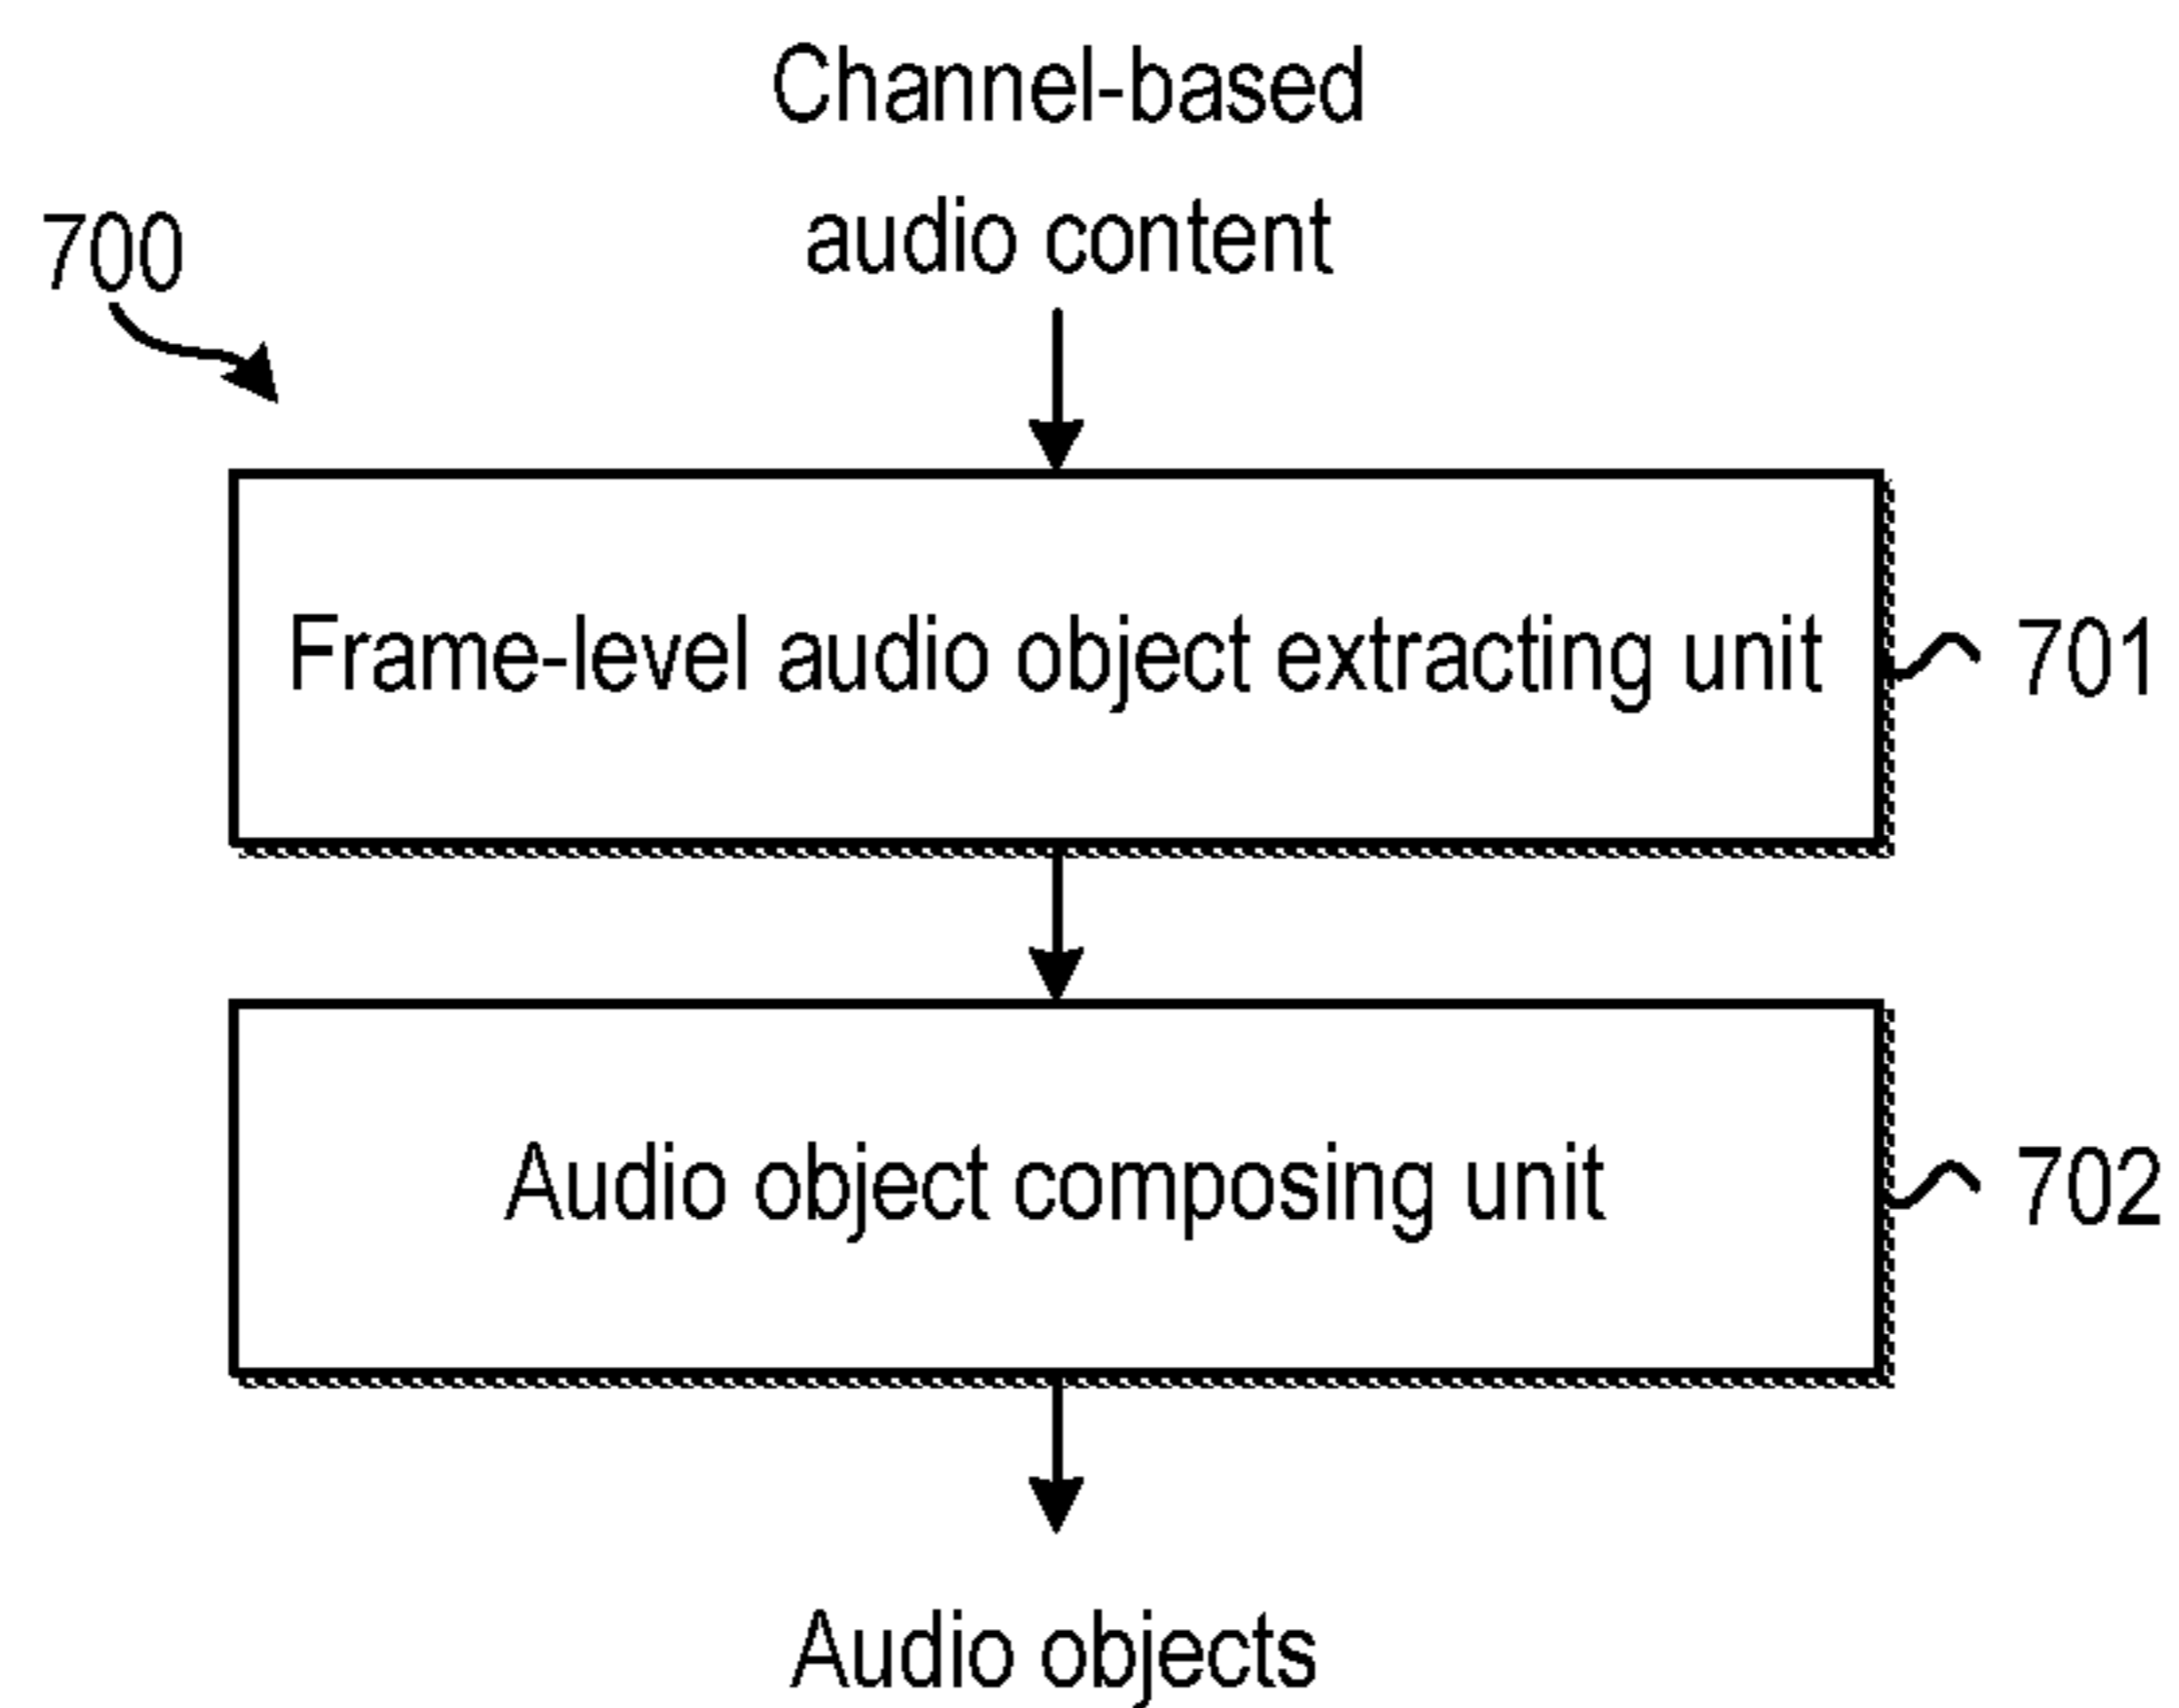 Channel-based
audio content
700
Frame-level audio object extracting unit
701
Audio object composing unit
702
Audio objects